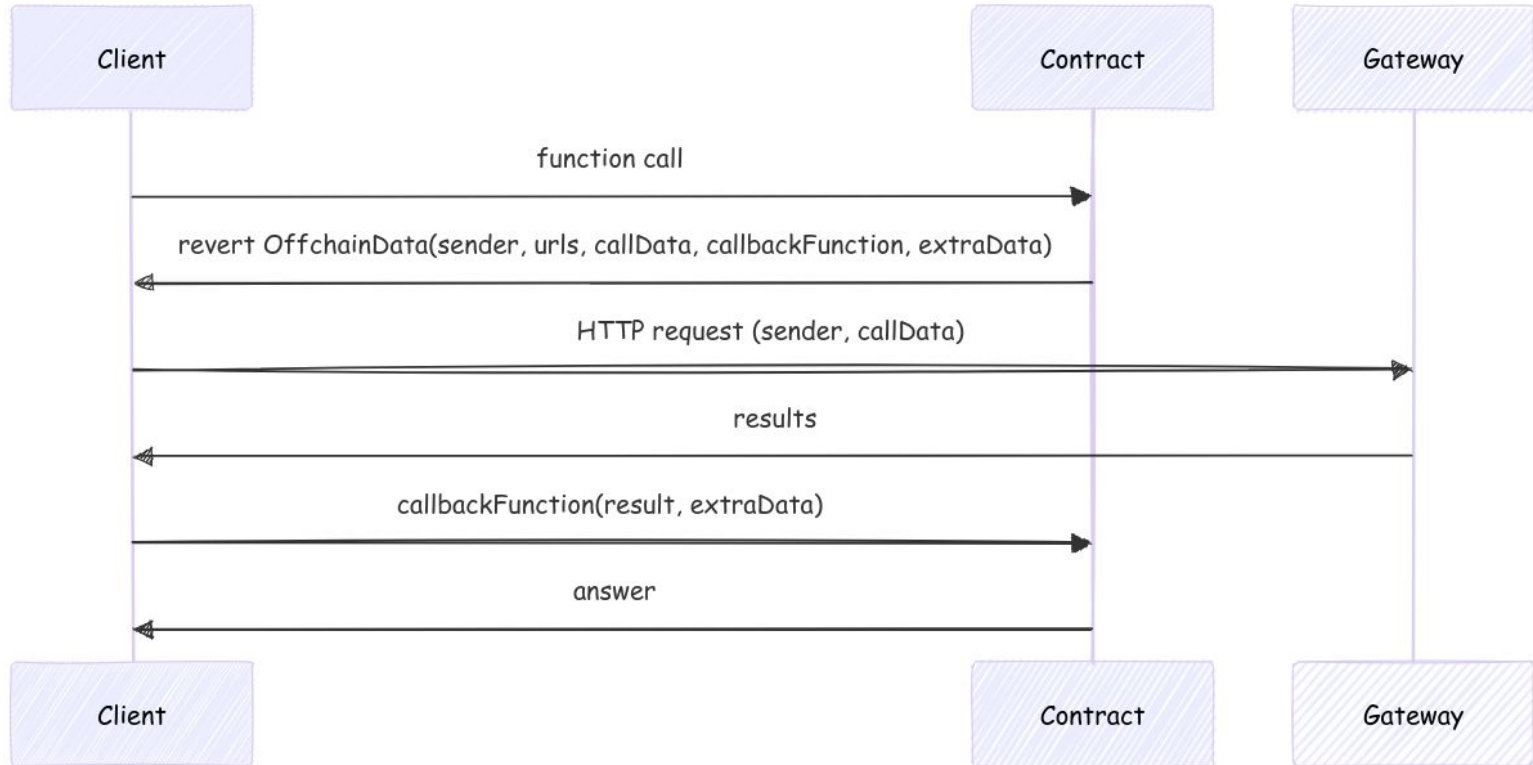 Client
Contract
Gateway
function call
revert OffchainData(sender, urls, callData, callbackFunction, extraData)
HTTP request (sender, callData)
results
callbackFunction(result, extraData)
answer
Client
Contract
Gateway